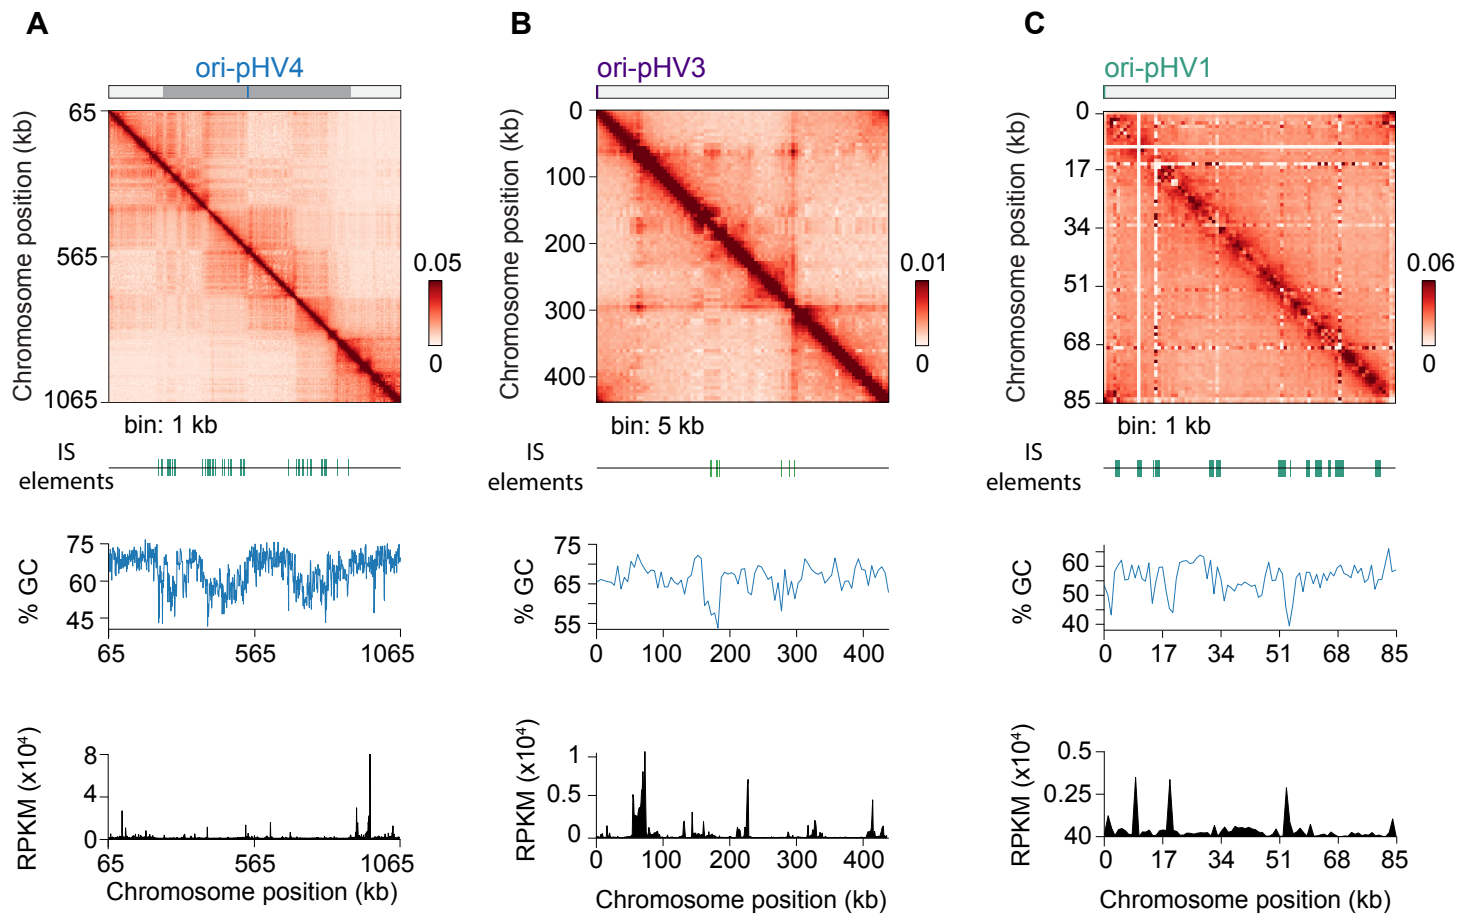 A
B
C
ori-pHV4
ori-pHV3
ori-pHV1
Chromosome position (kb)
65
565
1065
0.05
0
bin: 1 kb
Chromosome position (kb)
0
100
200
300
400
0.01
0
bin: 5 kb
Chromosome position (kb)
0
17
34
51
68
85
0.06
0
bin: 1 kb
IS
elements
IS
elements
IS
elements
% GC
75
60
45
65
565
1065
% GC
75
65
55
0
100
200
300
400
% GC
60
50
40
0
17
34
51
68
85
RPKM (x10⁴)
8
4
0
65
565
1065
Chromosome position (kb)
RPKM (x10⁴)
1
0.5
0
0
100
200
300
400
Chromosome position (kb)
RPKM (x10⁴)
0.5
0.25
40
0
17
34
51
68
85
Chromosome position (kb)